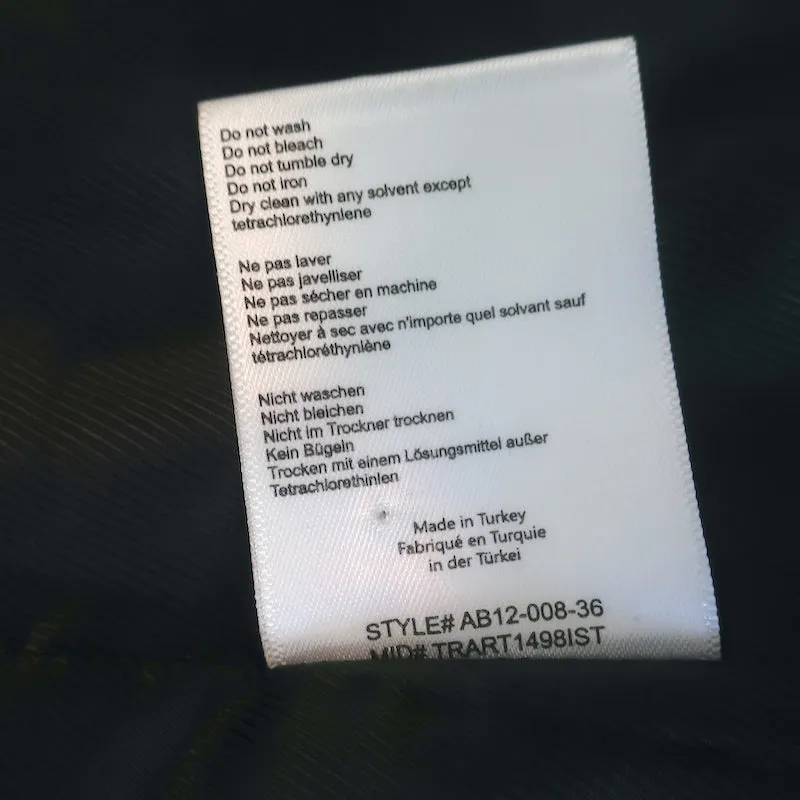 Do not wash
Do not bleach
Do not tumble dry
Do not iron
Dry clean with any solvent except
tetrachlorethynlene
Ne pas laver
Ne pas javelliser
Ne pas sécher en machine
Ne pas repasser
Nettoyer à sec avec n'importe quel solvant sauf
tétrachloréthynlène
Nicht waschen
Nicht bleichen
Nicht im Trockner trocknen
Kein Bügeln
Trocken mit einem Lösungsmittel außer
Tetrachlorethinlen
Made in Turkey
Fabriqué en Turquie
in der Türkei
STYLE# AB12-008-36
MID# TRART1498IST